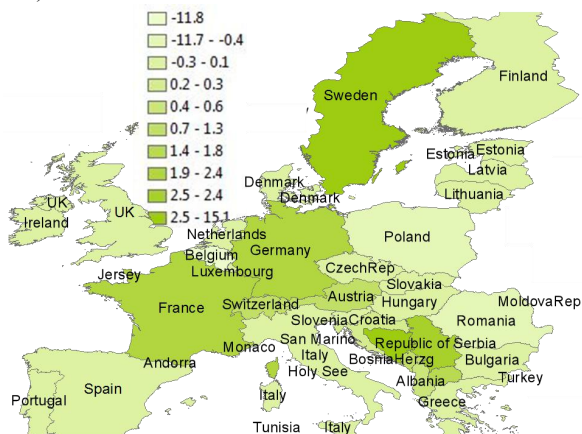 -11.8
-11.7 - -0.4
-0.3 - 0.1
0.2 - 0.3
0.4 - 0.6
0.7 - 1.3
1.4 - 1.8
1.9 - 2.4
2.5 - 2.4
2.5 - 15.1
Finland
Sweden
Estonia Estonia
Latvia
Denmark
Lithuania
Denmark
UK
UK
Ireland
Netherlands
Poland
Germany
Belgium
CzechRep
Luxembourg
Jersey
Slovakia
Austria
Hungary
MoldovaRep
France
Switzerland
Romania
Slovenia Croatia
San Marino
Republic of Serbia
Monaco
Italy
BosniaHerzg
Bulgaria
Andorra
Holy See
Turkey
Albania
Spain
Italy
Portugal
Greece
Tunisia
Italy